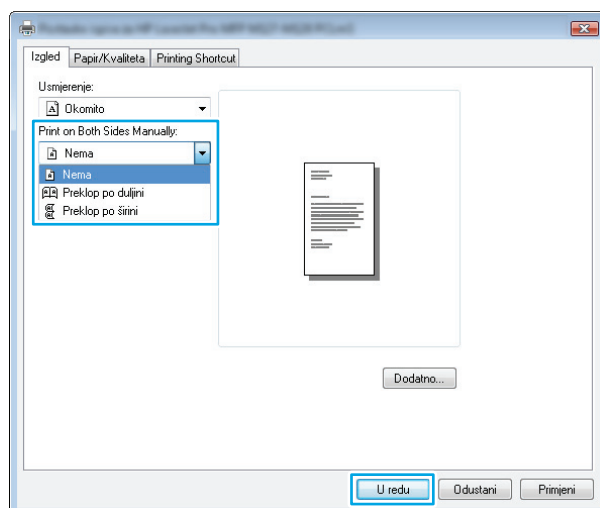 Izgled Papir/Kvaliteta Printing Shortcut
Usmjerenje:
Okomito
Print on Both Sides Manually:
Nema
Nema
Preklop po duljini
Preklop po širini
Dodatno...
U redu Odustani Primjeni